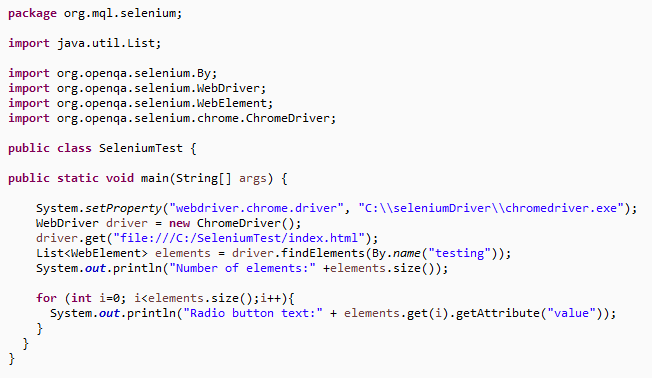 package org.mql.selenium;
import java.util.List;
import org.openqa.selenium.By;
import org.openqa.selenium.WebDriver;
import org.openqa.selenium.WebElement;
import org.openqa.selenium.chrome.ChromeDriver;
public class SeleniumTest {
public static void main(String[] args) {
System.setProperty("webdriver.chrome.driver", "C:\\seleniumDriver\\chromedriver.exe");
WebDriver driver = new ChromeDriver();
driver.get("file:///C:/SeleniumTest/index.html");
List<WebElement> elements = driver.findElements(By.name("testing"));
System.out.println("Number of elements:" +elements.size());
for (int i=0; i<elements.size();i++){
System.out.println("Radio button text:" + elements.get(i).getAttribute("value"));
}
}
}